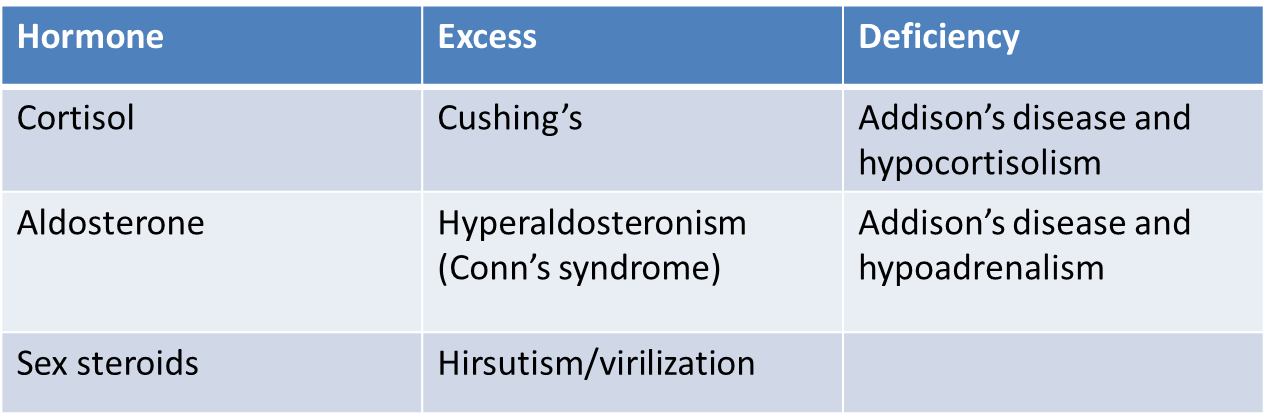 Hormone Excess Deficiency
Cortisol Cushing’s Addison’s disease and
hypocortisolism
Aldosterone Hyperaldosteronism Addison’s disease and
(Conn’s syndrome) hypoadrenalism
Sex steroids Hirsutism/virilization